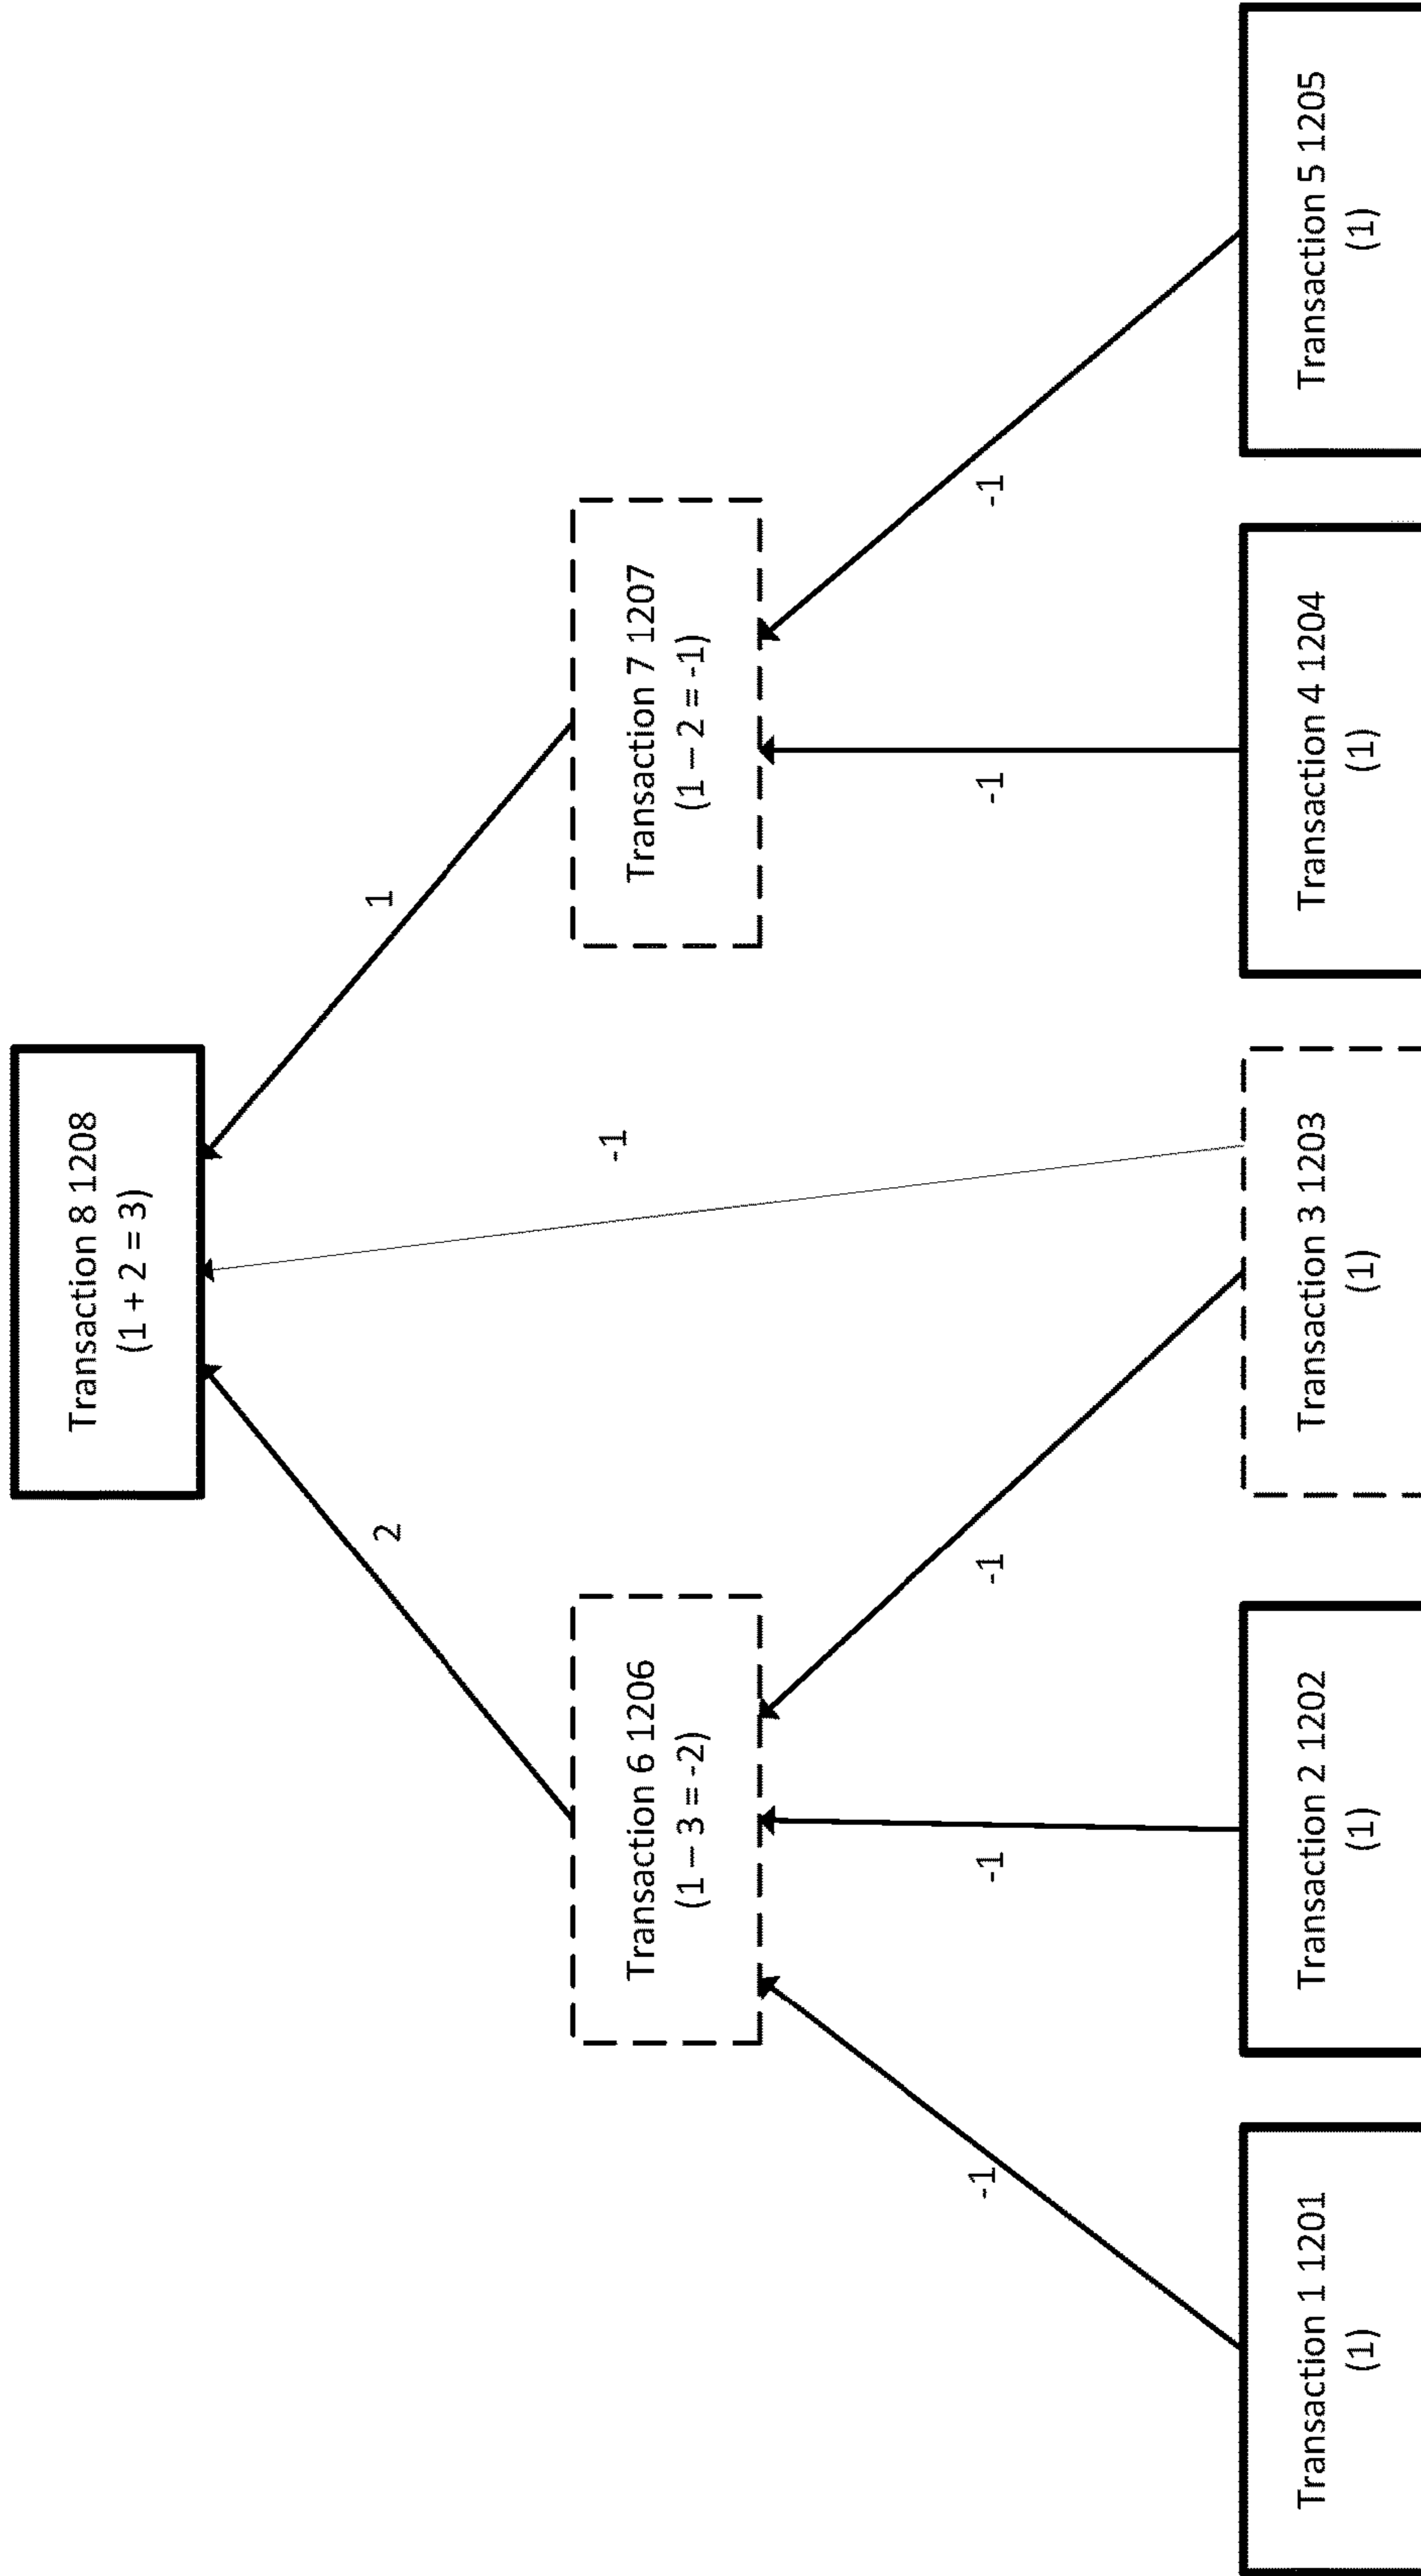 Transaction 8 1208
(1 + 2 = 3)
2
-1
1
Transaction 6 1206
(1 – 3 = -2)
Transaction 7 1207
(1 – 2 = -1)
-1
-1
-1
-1
-1
Transaction 1 1201
(1)
Transaction 2 1202
(1)
Transaction 3 1203
(1)
Transaction 4 1204
(1)
Transaction 5 1205
(1)